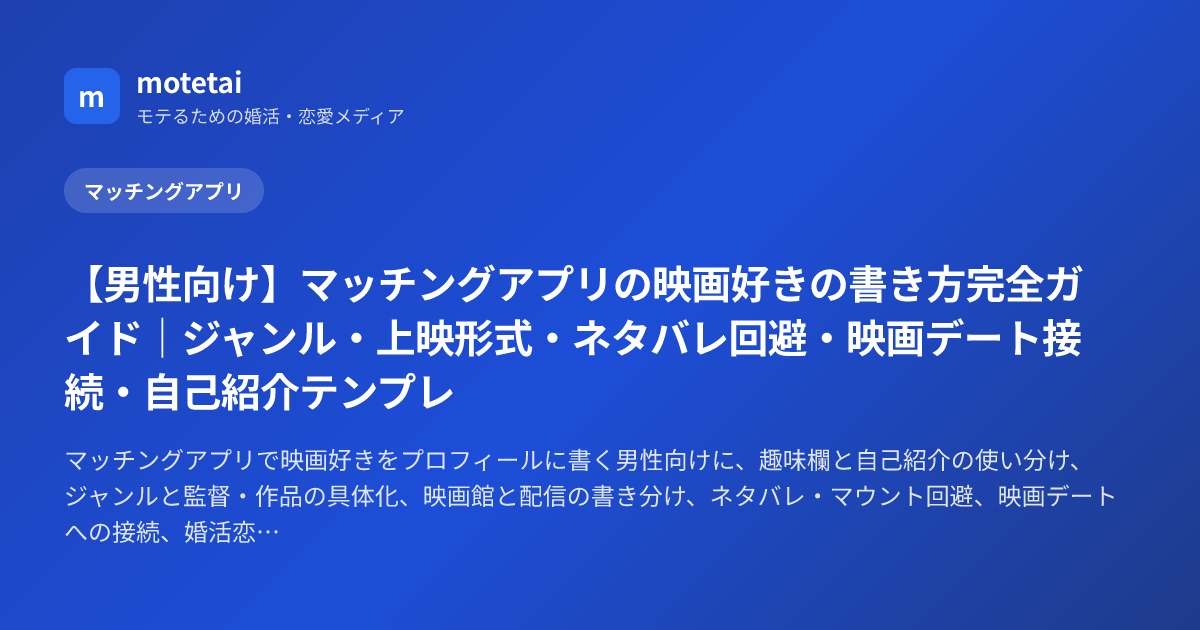 m
motetai
モテるための婚活・恋愛メディア
マッチングアプリ
【男性向け】マッチングアプリの映画好きの書き方完全ガ
イド｜ジャンル・上映形式・ネタバレ回避・映画デート接
続・自己紹介テンプレ
マッチングアプリで映画好きをプロフィールに書く男性向けに、趣味欄と自己紹介の使い分け、
ジャンルと監督・作品の具体化、映画館と配信の書き分け、ネタバレ・マウント回避、映画デート
への接続、婚活恋…